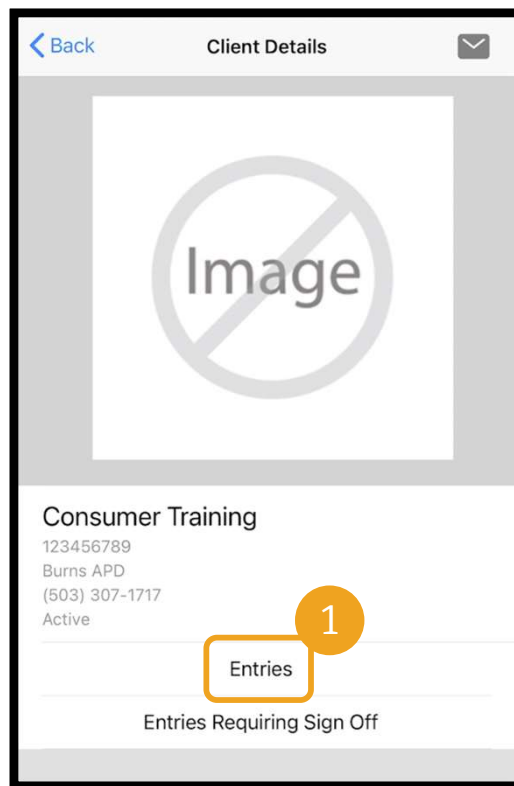 Back Client Details
Image
Consumer Training
123456789
Burns APD
(503) 307-1717
Active
1
Entries
Entries Requiring Sign Off